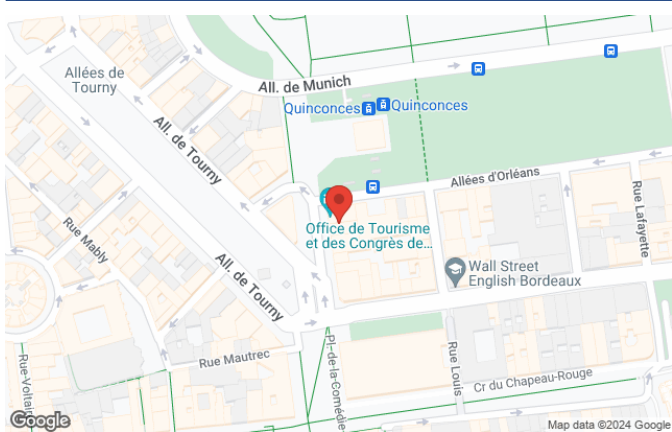 Allées de
Tourny
All. de Munich
Quinconces
Quinconces
All. de Tourny
Allées d'Orléans
Rue Lafayette
Rue Mably
Office de Tourisme
et des Congrès de...
All. de Tourny
Wall Street
English Bordeaux
Rue Mautrec
Pl.-de-la-Comédie
Rue Louis
Cr du Chapeau-Rouge
Google
Map data ©2024 Google